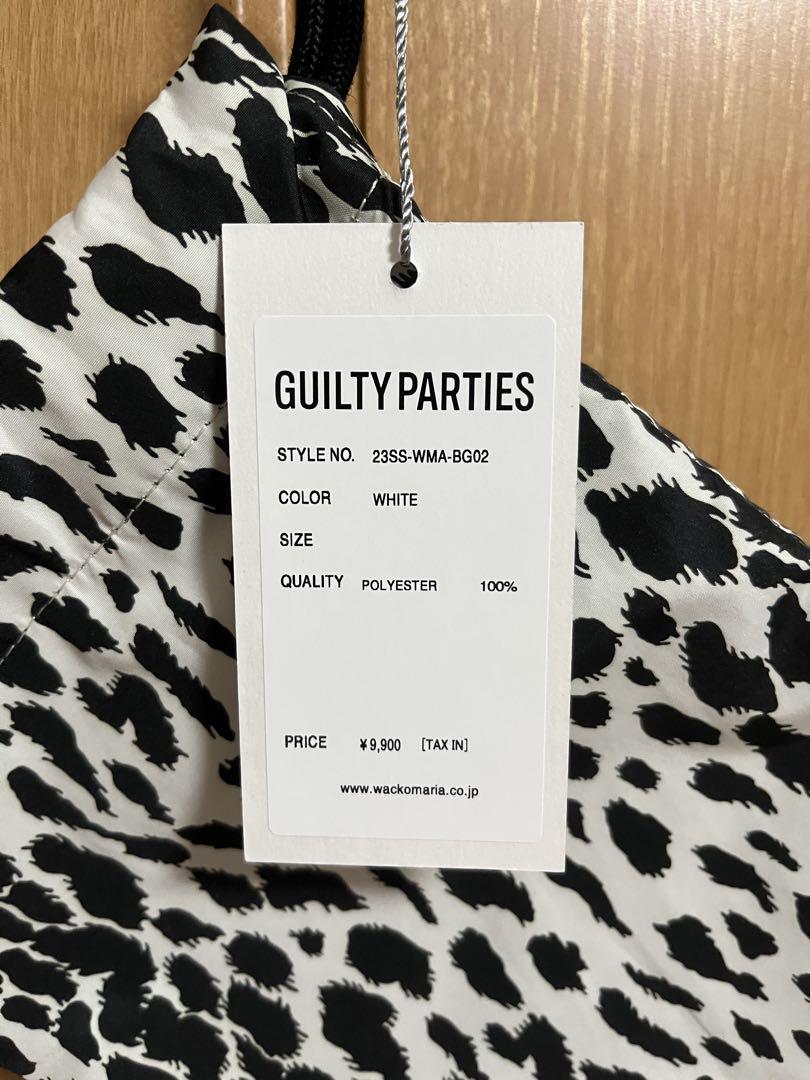 GUILTY PARTIES
STYLE NO. 23SS-WMA-BG02
COLOR WHITE
SIZE
QUALITY POLYESTER 100%
PRICE ¥9,900 [TAX IN]
www.wackomaria.co.jp